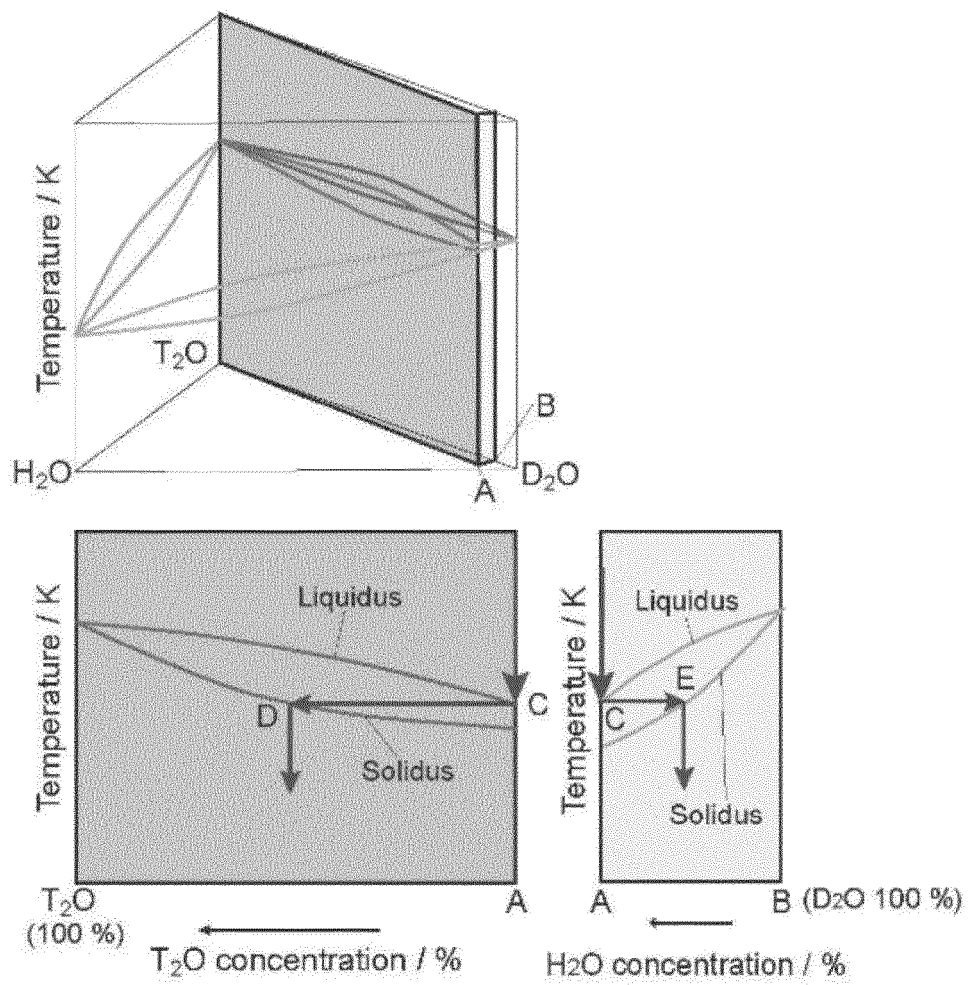 Temperature / K
T₂O
B
H₂O
A
D₂O
Temperature / K
Liquidus
D
C
Solidus
T₂O
(100 %)
A
T₂O concentration / %
Temperature / K
Liquidus
E
C
Solidus
A
B (D₂O 100 %)
H₂O concentration / %